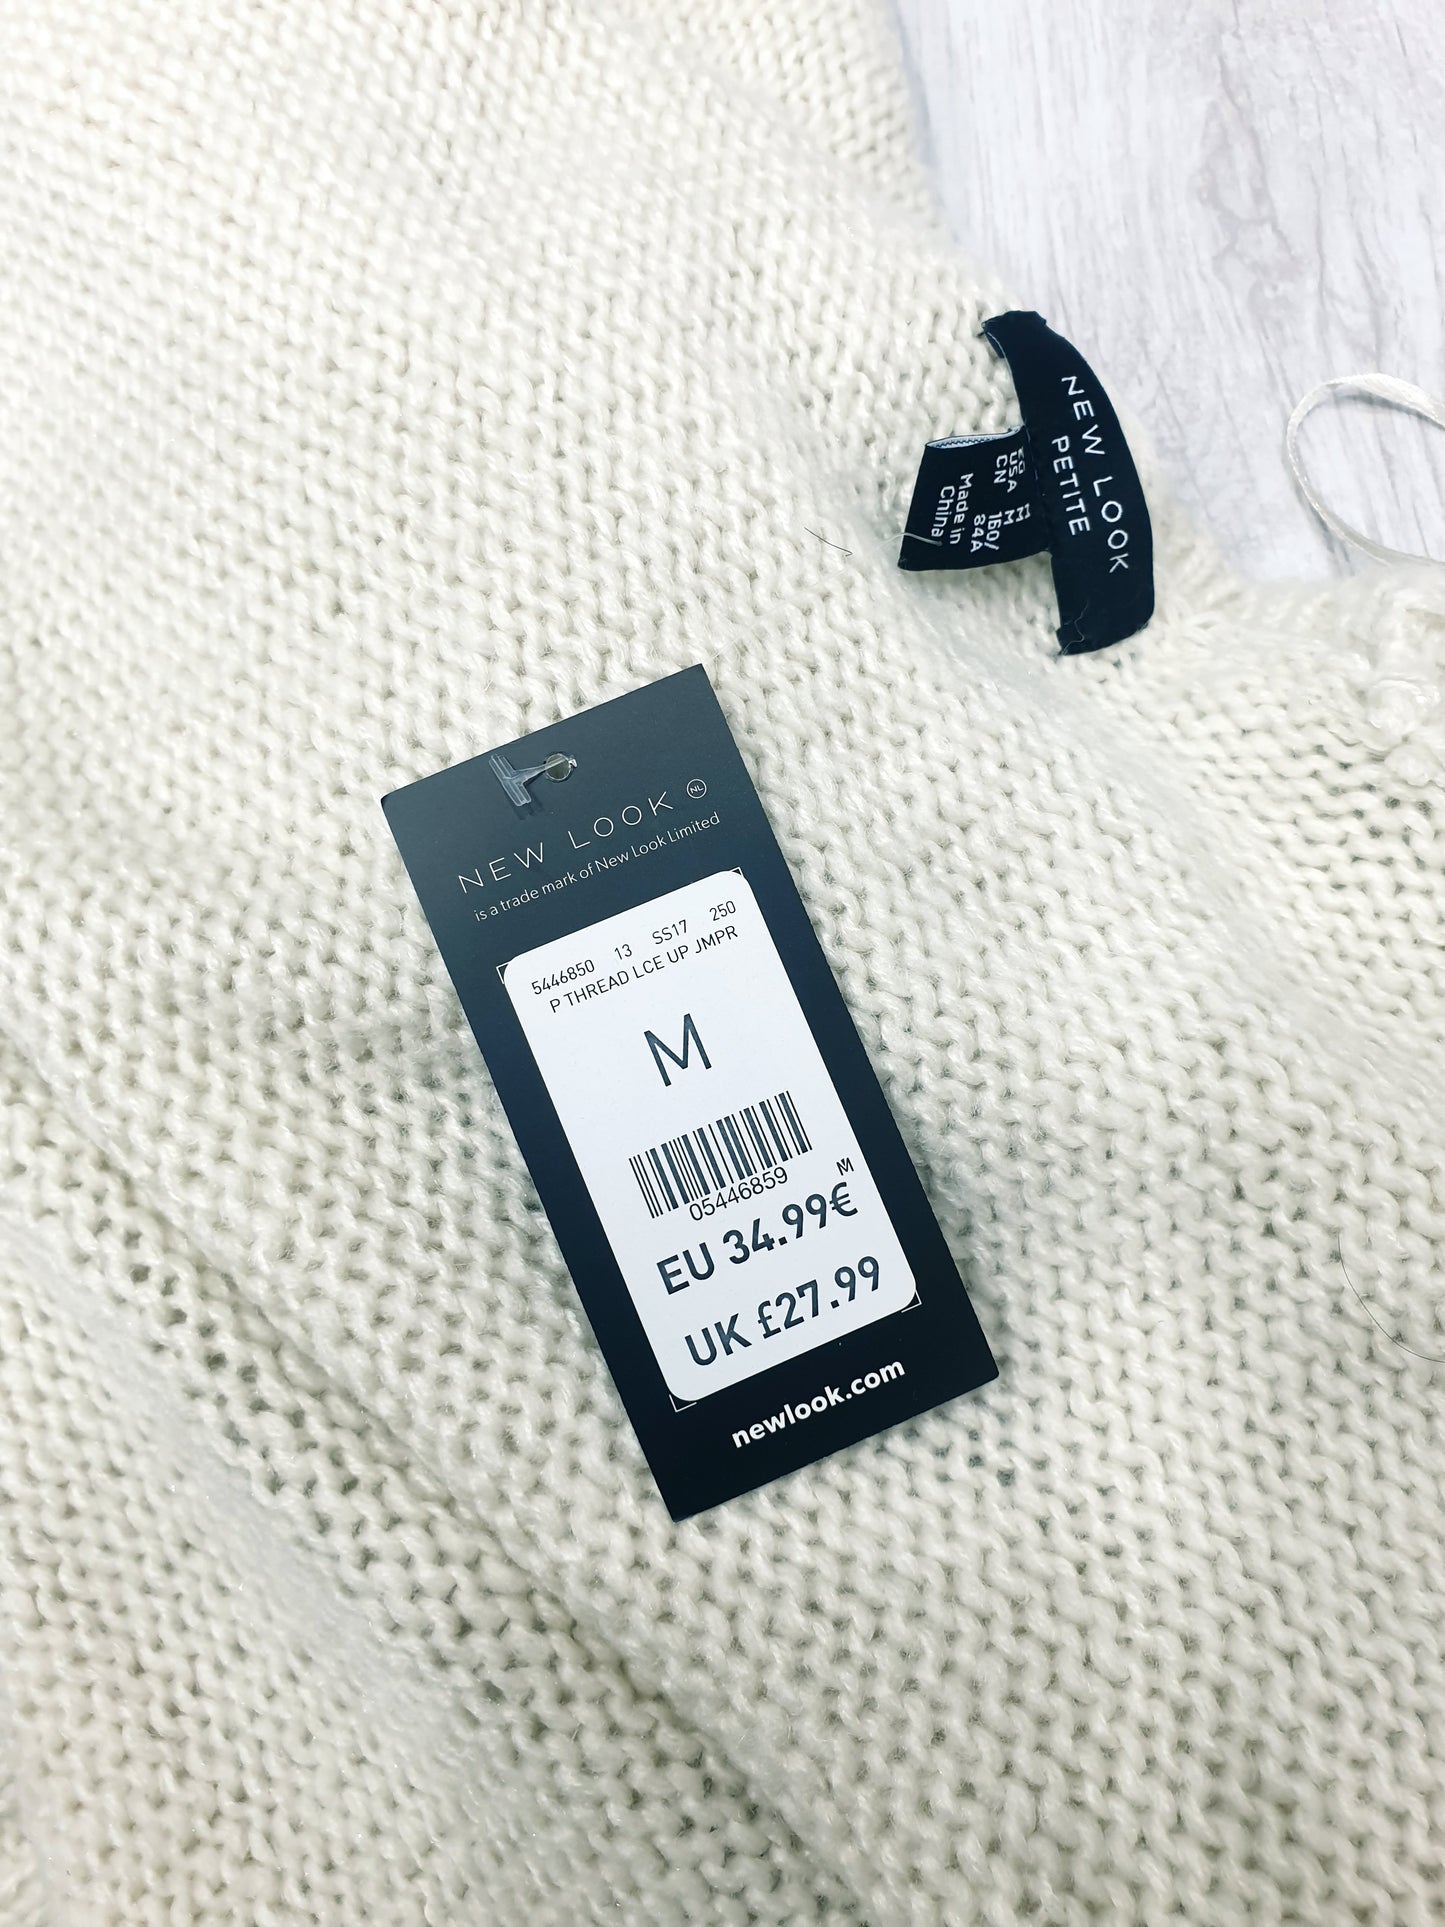 NEW LOOK
PETITE
USA M
CN 160/
84A
Made in
China
NEW LOOK NL
is a trade mark of New Look Limited
5446850 13 SS17 250
P THREAD LCE UP JMPR
M
05446859 M
EU 34.99€
UK £27.99
newlook.com